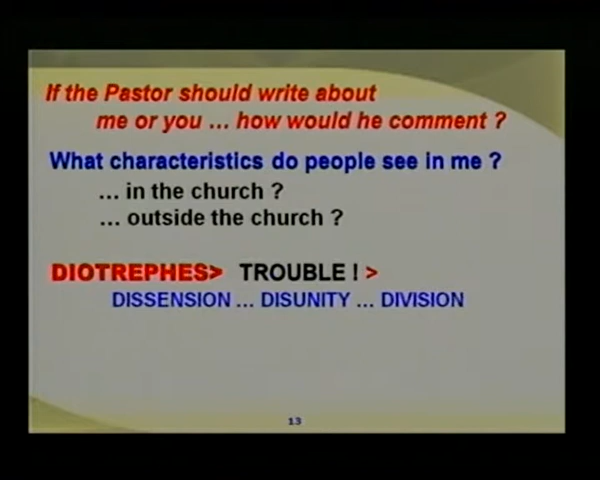 If the Pastor should write about
me or you ... how would he comment ?
What characteristics do people see in me ?
... in the church ?
... outside the church ?
DIOTREPHES> TROUBLE ! >
DISSENSION ... DISUNITY ... DIVISION
13